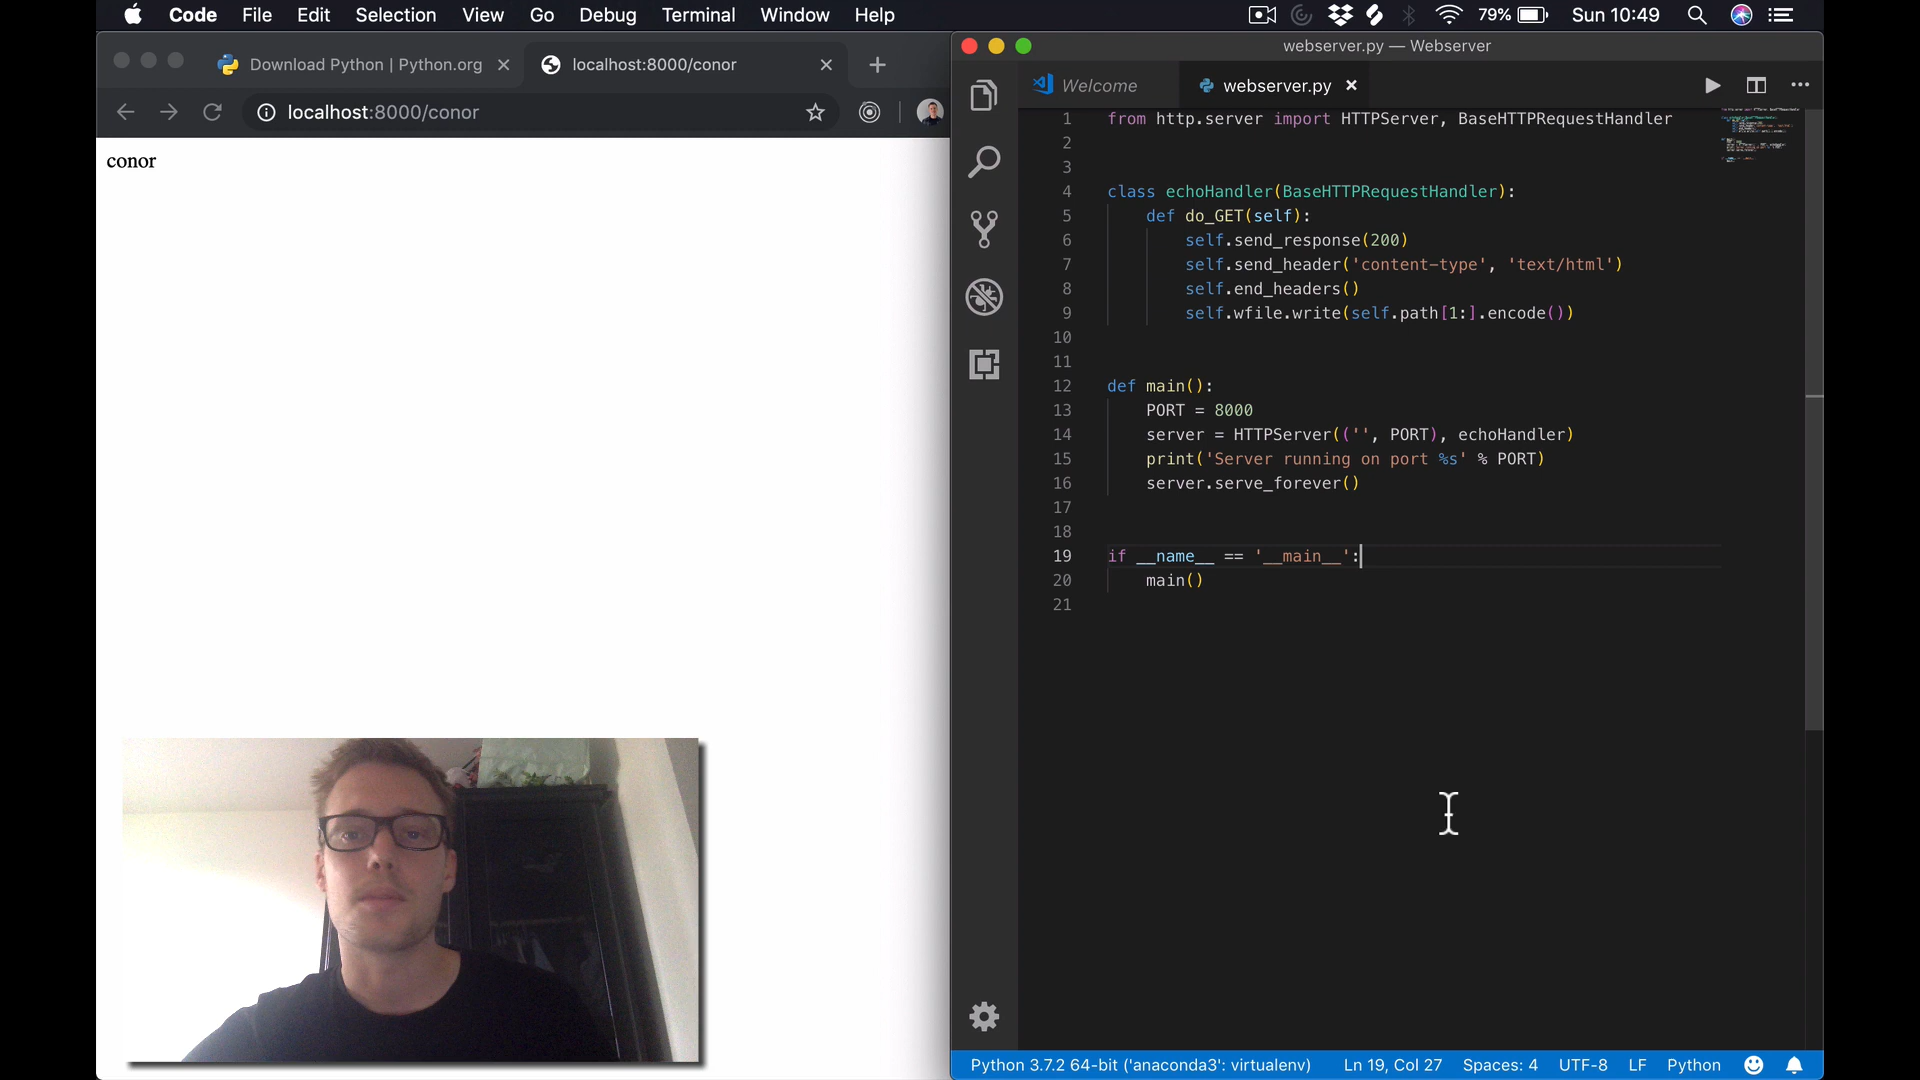 Code File Edit Selection View Go Debug Terminal Window Help 79% Sun 10:49
Download Python | Python.org
localhost:8000/conor
localhost:8000/conor
conor
webserver.py — Webserver
Welcome
webserver.py
1 from http.server import HTTPServer, BaseHTTPRequestHandler
2
3
4 class echoHandler(BaseHTTPRequestHandler):
5     def do_GET(self):
6         self.send_response(200)
7         self.send_header('content-type', 'text/html')
8         self.end_headers()
9         self.wfile.write(self.path[1:].encode())
10
11
12 def main():
13     PORT = 8000
14     server = HTTPServer(('', PORT), echoHandler)
15     print('Server running on port %s' % PORT)
16     server.serve_forever()
17
18
19 if __name__ == '__main__':
20     main()
21
Python 3.7.2 64-bit ('anaconda3': virtualenv) Ln 19, Col 27 Spaces: 4 UTF-8 LF Python